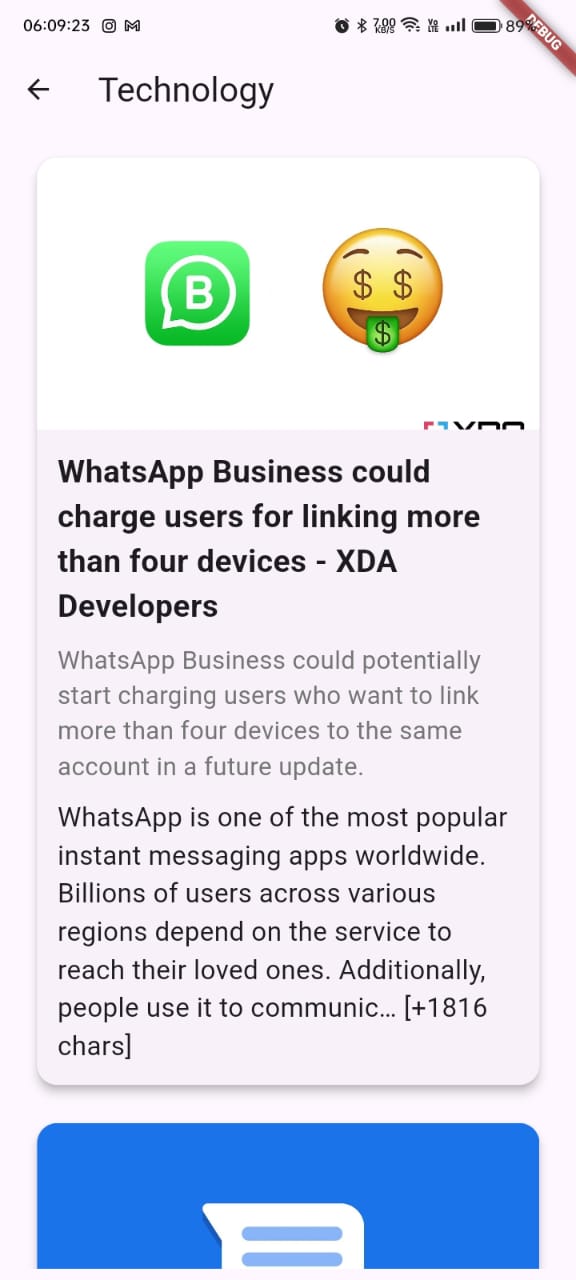 06:09:23 7.00 KB/S Vo LTE 89%
DEBUG
Technology
B
$ $
$
WhatsApp Business could
charge users for linking more
than four devices - XDA
Developers
WhatsApp Business could potentially
start charging users who want to link
more than four devices to the same
account in a future update.
WhatsApp is one of the most popular
instant messaging apps worldwide.
Billions of users across various
regions depend on the service to
reach their loved ones. Additionally,
people use it to communic… [+1816
chars]